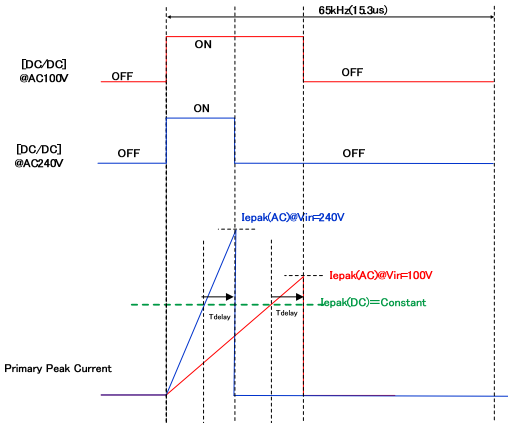 65kHz(15.3us)
ON
[DC/DC]
@AC100V
OFF
OFF
ON
[DC/DC]
@AC240V
OFF
OFF
Iepak(AC)@Vin=240V
Iepak(AC)@Vin=100V
Iepak(DC)=Constant
Tdelay
Tdelay
Primary Peak Current